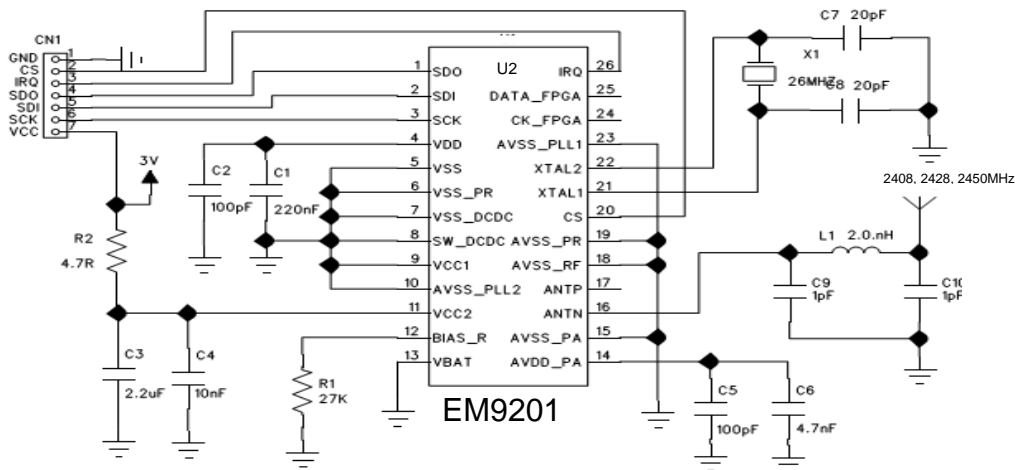 CN1
GND 1
CS 2
IRQ 3
SDO 4
SDI 5
SCK 6
VCC 7
3V
R2
4.7R
C2
100pF
C1
220nF
C3
2.2uF
C4
10nF
R1
27K
U2
1 SDO
2 SDI
3 SCK
4 VDD
5 VSS
6 VSS_PR
7 VSS_DCDC
8 SW_DCDC
9 VCC1
10 AVSS_PLL2
11 VCC2
12 BIAS_R
13 VBAT
IRQ 26
DATA_FPGA 25
CK_FPGA 24
AVSS_PLL1 23
XTAL2 22
XTAL1 21
CS 20
AVSS_PR 19
AVSS_RF 18
ANTP 17
ANTN 16
AVSS_PA 15
AVDD_PA 14
EM9201
C7 20pF
X1
26MHZ
C8 20pF
2408, 2428, 2450MHz
L1 2.0.nH
C9
1pF
1pF
C5
100pF
C6
4.7nF